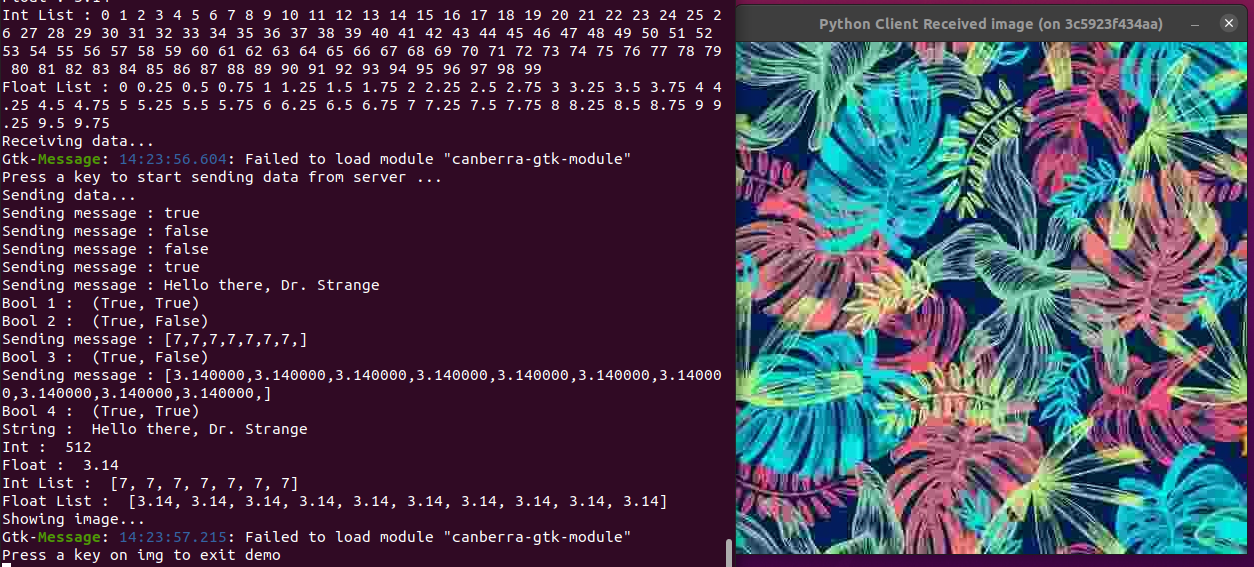 Int List : 0 1 2 3 4 5 6 7 8 9 10 11 12 13 14 15 16 17 18 19 20 21 22 23 24 25 2
6 27 28 29 30 31 32 33 34 35 36 37 38 39 40 41 42 43 44 45 46 47 48 49 50 51 52
53 54 55 56 57 58 59 60 61 62 63 64 65 66 67 68 69 70 71 72 73 74 75 76 77 78 79
80 81 82 83 84 85 86 87 88 89 90 91 92 93 94 95 96 97 98 99
Float List : 0 0.25 0.5 0.75 1 1.25 1.5 1.75 2 2.25 2.5 2.75 3 3.25 3.5 3.75 4 4
.25 4.5 4.75 5 5.25 5.5 5.75 6 6.25 6.5 6.75 7 7.25 7.5 7.75 8 8.25 8.5 8.75 9 9
.25 9.5 9.75
Receiving data...
Gtk-Message: 14:23:56.604: Failed to load module "canberra-gtk-module"
Press a key to start sending data from server ...
Sending data...
Sending message : true
Sending message : false
Sending message : false
Sending message : true
Sending message : Hello there, Dr. Strange
Bool 1 :  (True, True)
Bool 2 :  (True, False)
Sending message : [7,7,7,7,7,7,7,]
Bool 3 :  (True, False)
Sending message : [3.140000,3.140000,3.140000,3.140000,3.140000,3.140000,3.14000
0,3.140000,3.140000,3.140000,]
Bool 4 :  (True, True)
String :  Hello there, Dr. Strange
Int :  512
Float :  3.14
Int List :  [7, 7, 7, 7, 7, 7, 7]
Float List :  [3.14, 3.14, 3.14, 3.14, 3.14, 3.14, 3.14, 3.14, 3.14, 3.14]
Showing image...
Gtk-Message: 14:23:57.215: Failed to load module "canberra-gtk-module"
Press a key on img to exit demo
Python Client Received image (on 3c5923f434aa)